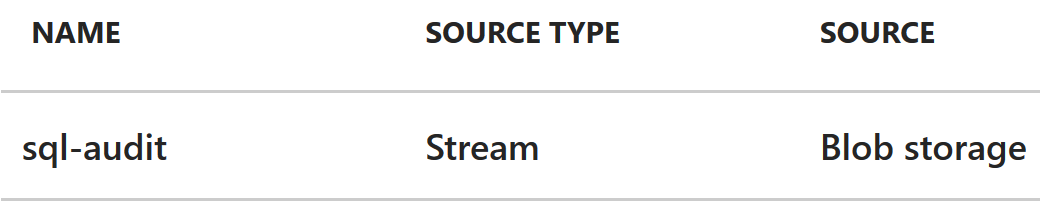 NAME SOURCE TYPE SOURCE
sql-audit Stream Blob storage